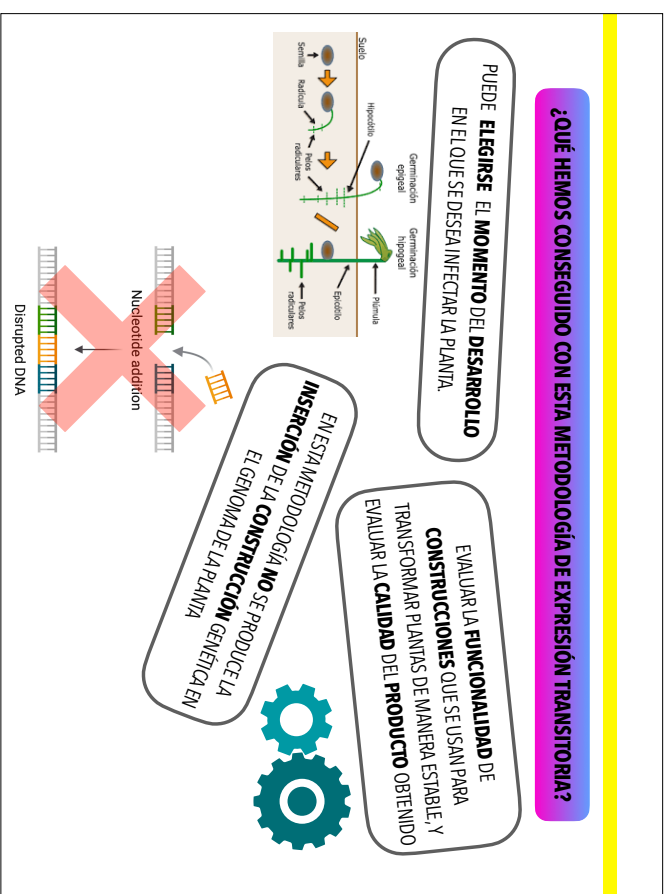 ¿QUÉ HEMOS CONSEGUIDO CON ESTA METODOLOGÍA DE EXPRESIÓN TRANSITORIA?
PUEDE ELEGIRSE EL MOMENTO DEL DESARROLLO
EN EL QUE SE DESEA INFECTAR LA PLANTA.
EVALUAR LA FUNCIONALIDAD DE
CONSTRUCCIONES QUE SE USAN PARA
TRANSFORMAR PLANTAS DE MANERA ESTABLE, Y
EVALUAR LA CALIDAD DEL PRODUCTO OBTENIDO
Germinación
epigeal
Germinación
hipogeal
Suelo
Hipocótilo
Plúmula
Semilla
Radícula
Pelos
radiculares
Epicótilo
Pelos
radiculares
EN ESTA METODOLOGÍA NO SE PRODUCE LA
INSERCIÓN DE LA CONSTRUCCIÓN GENÉTICA EN
EL GENOMA DE LA PLANTA
Nucleotide addition
Disrupted DNA